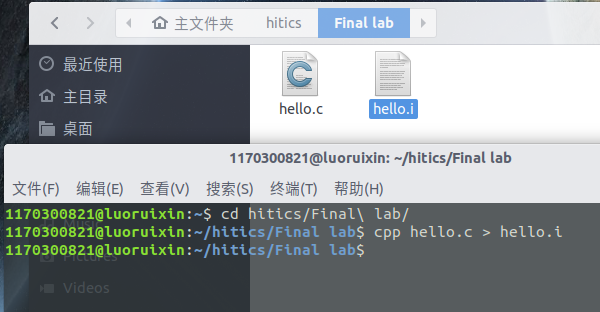 主文件夹 hitics Final lab
最近使用
主目录
桌面
hello.c hello.i
1170300821@luoruixin: ~/hitics/Final lab
文件(F) 编辑(E) 查看(V) 搜索(S) 终端(T) 帮助(H)
1170300821@luoruixin:~$ cd hitics/Final\ lab/
1170300821@luoruixin:~/hitics/Final lab$ cpp hello.c > hello.i
1170300821@luoruixin:~/hitics/Final lab$
Music
Pictures
Videos